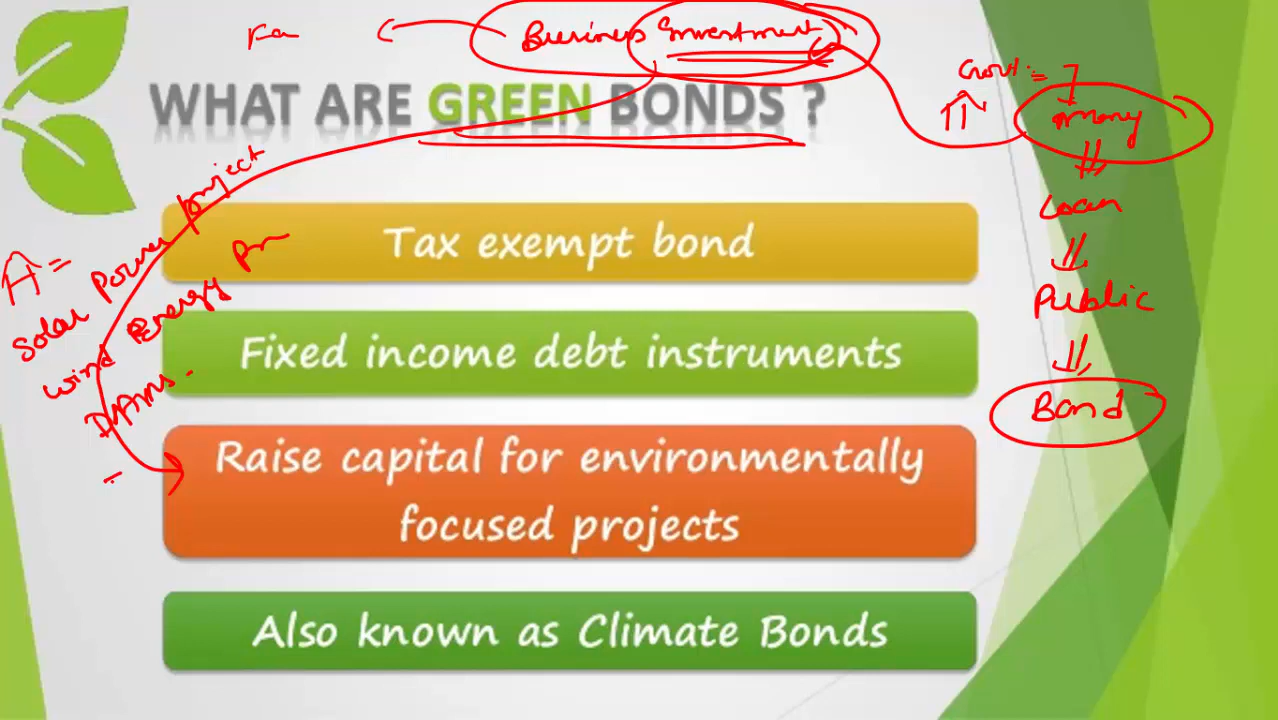 Business Investment
Govt.
WHAT ARE GREEN BONDS ?
Money
Loan
Public
Bond
Solar Power project
Wind Energy
DAMs.
Tax exempt bond
Fixed income debt instruments
Raise capital for environmentally
focused projects
Also known as Climate Bonds